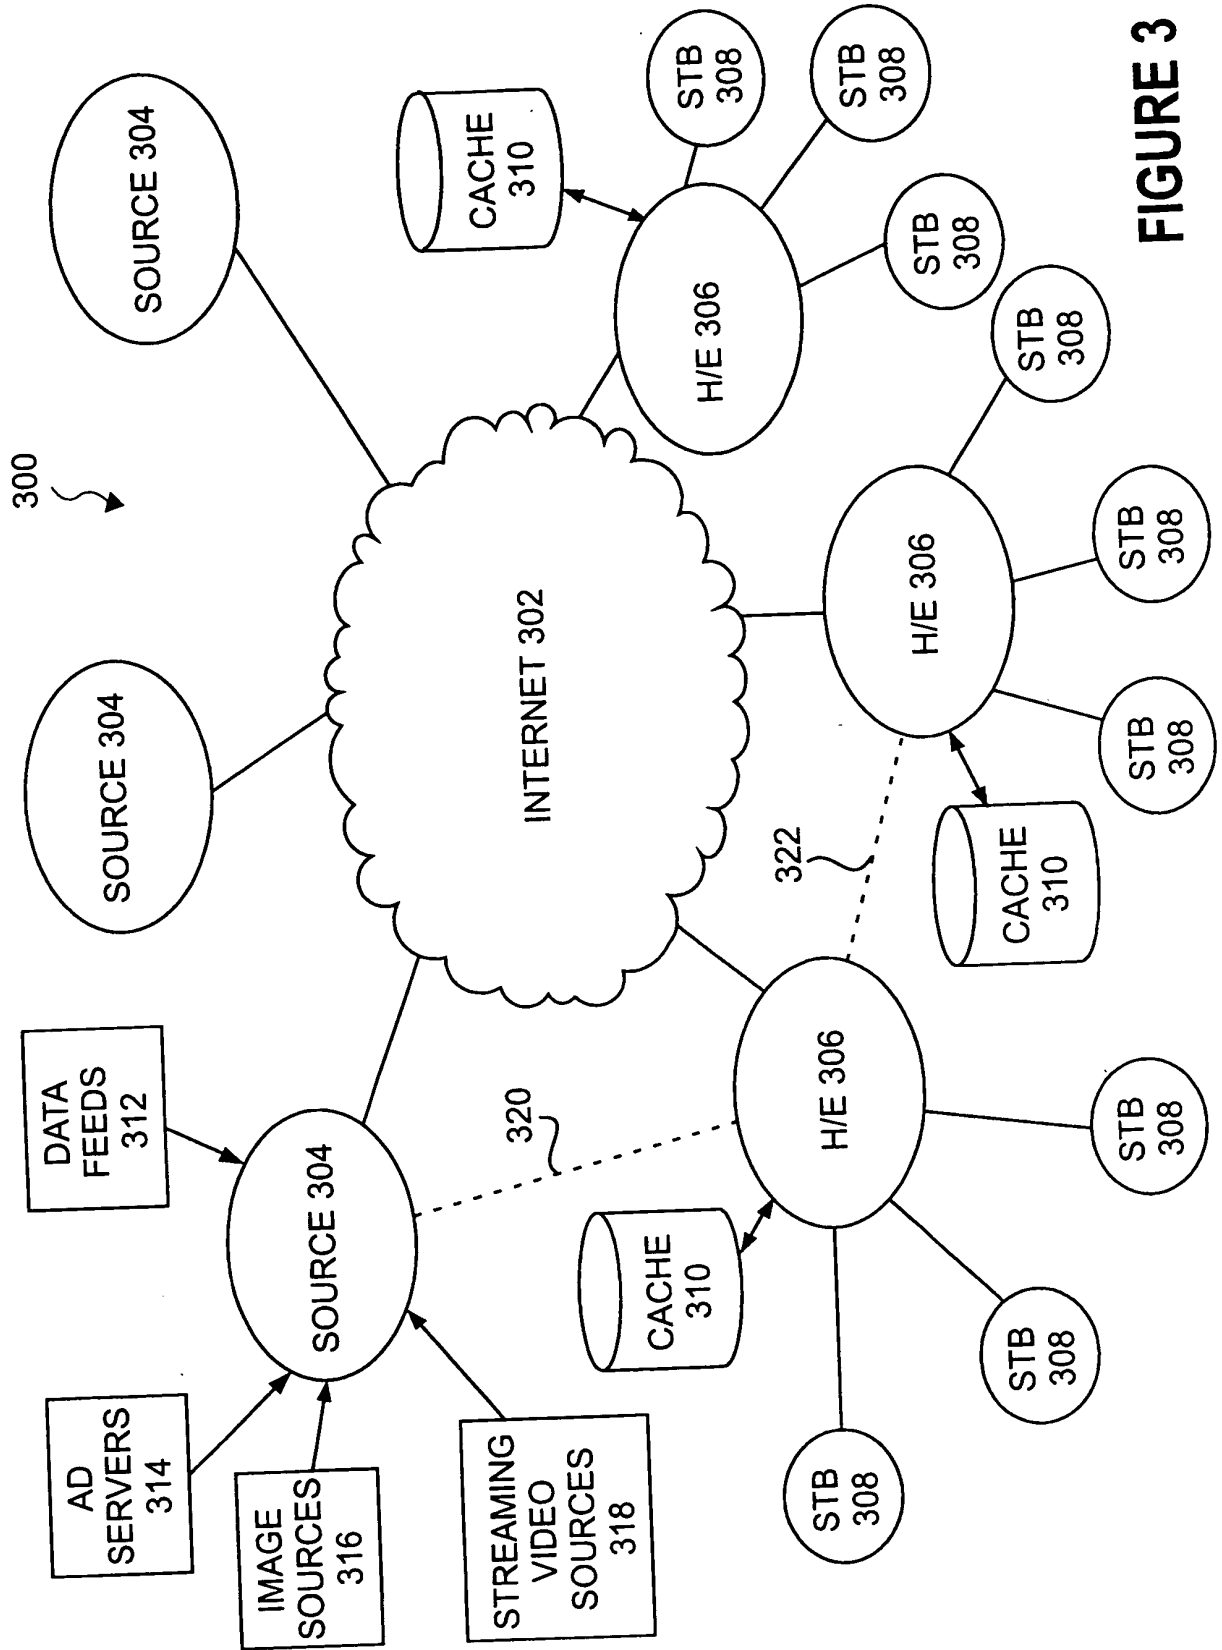 300
DATA
FEEDS
312
SOURCE 304
SOURCE 304
AD
SERVERS
314
SOURCE 304
IMAGE
SOURCES
316
STREAMING
VIDEO
SOURCES
318
INTERNET 302
320
322
CACHE
310
CACHE
310
H/E 306
H/E 306
H/E 306
CACHE
310
STB
308
STB
308
STB
308
STB
308
STB
308
STB
308
STB
308
STB
308
STB
308
FIGURE 3